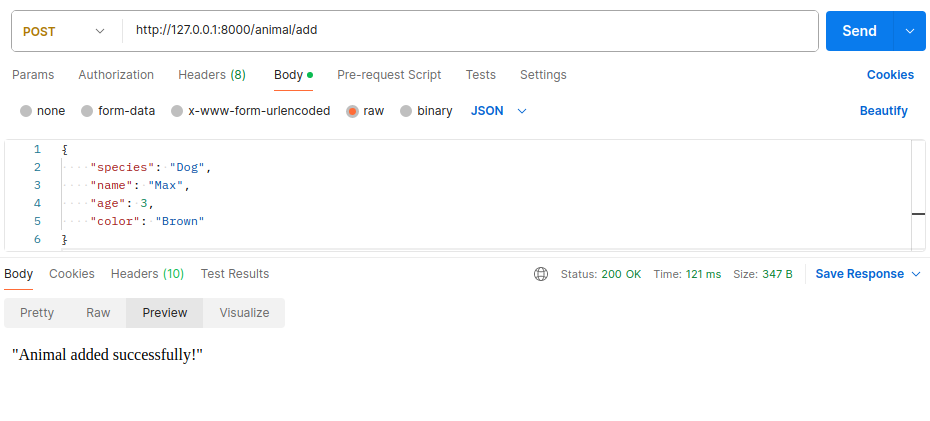 POST http://127.0.0.1:8000/animal/add Send
Params Authorization Headers (8) Body Pre-request Script Tests Settings Cookies
none form-data x-www-form-urlencoded raw binary JSON Beautify
1 {
2 "species": "Dog",
3 "name": "Max",
4 "age": 3,
5 "color": "Brown"
6 }
Body Cookies Headers (10) Test Results Status: 200 OK Time: 121 ms Size: 347 B Save Response
Pretty Raw Preview Visualize
"Animal added successfully!"